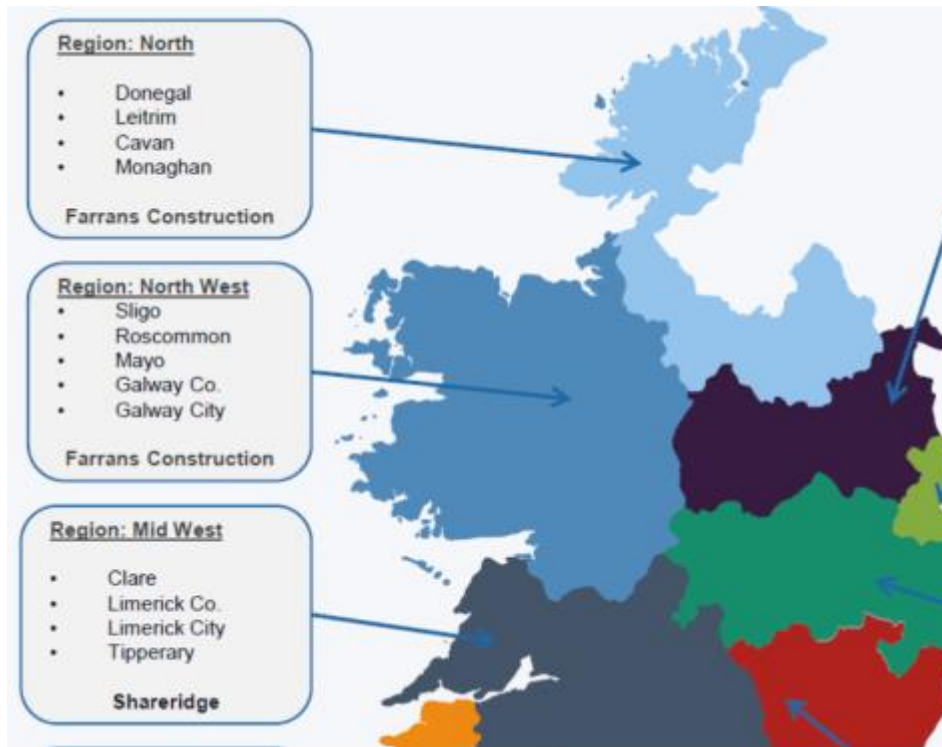 Region: North
• Donegal
• Leitrim
• Cavan
• Monaghan
Farrans Construction
Region: North West
• Sligo
• Roscommon
• Mayo
• Galway Co.
• Galway City
Farrans Construction
Region: Mid West
• Clare
• Limerick Co.
• Limerick City
• Tipperary
Shareridge